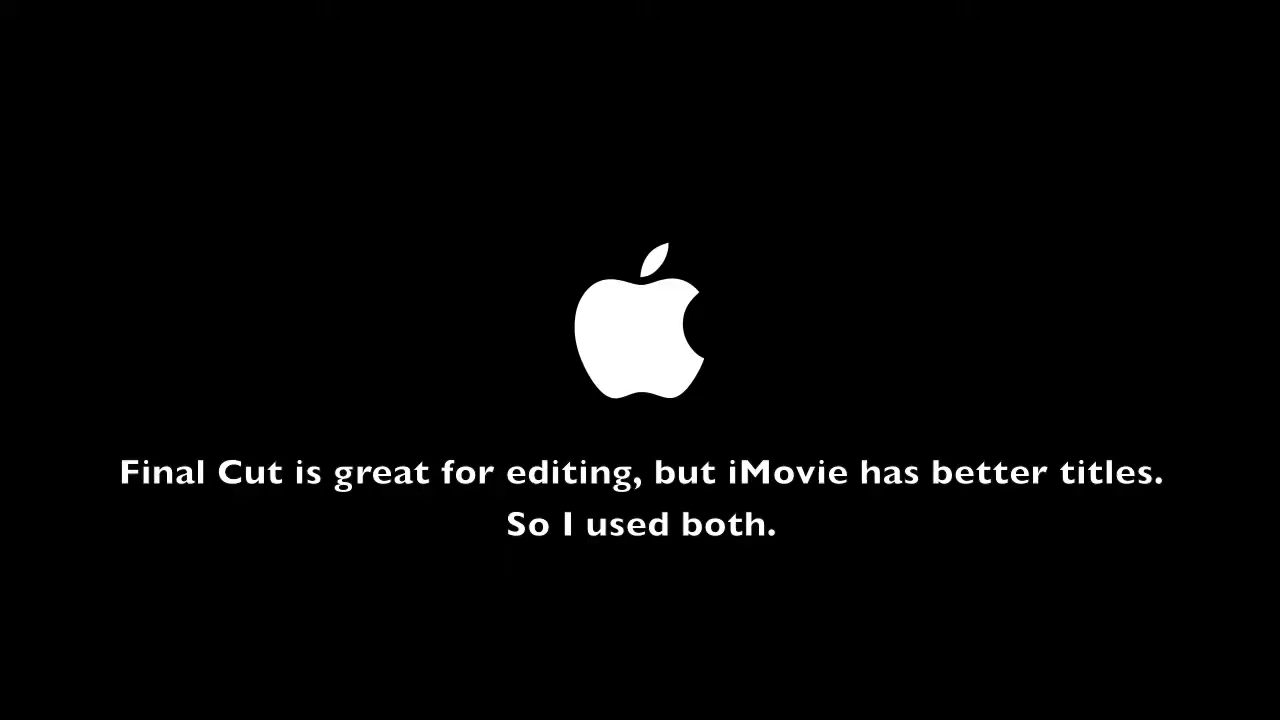 Final Cut is great for editing, but iMovie has better titles.
So I used both.